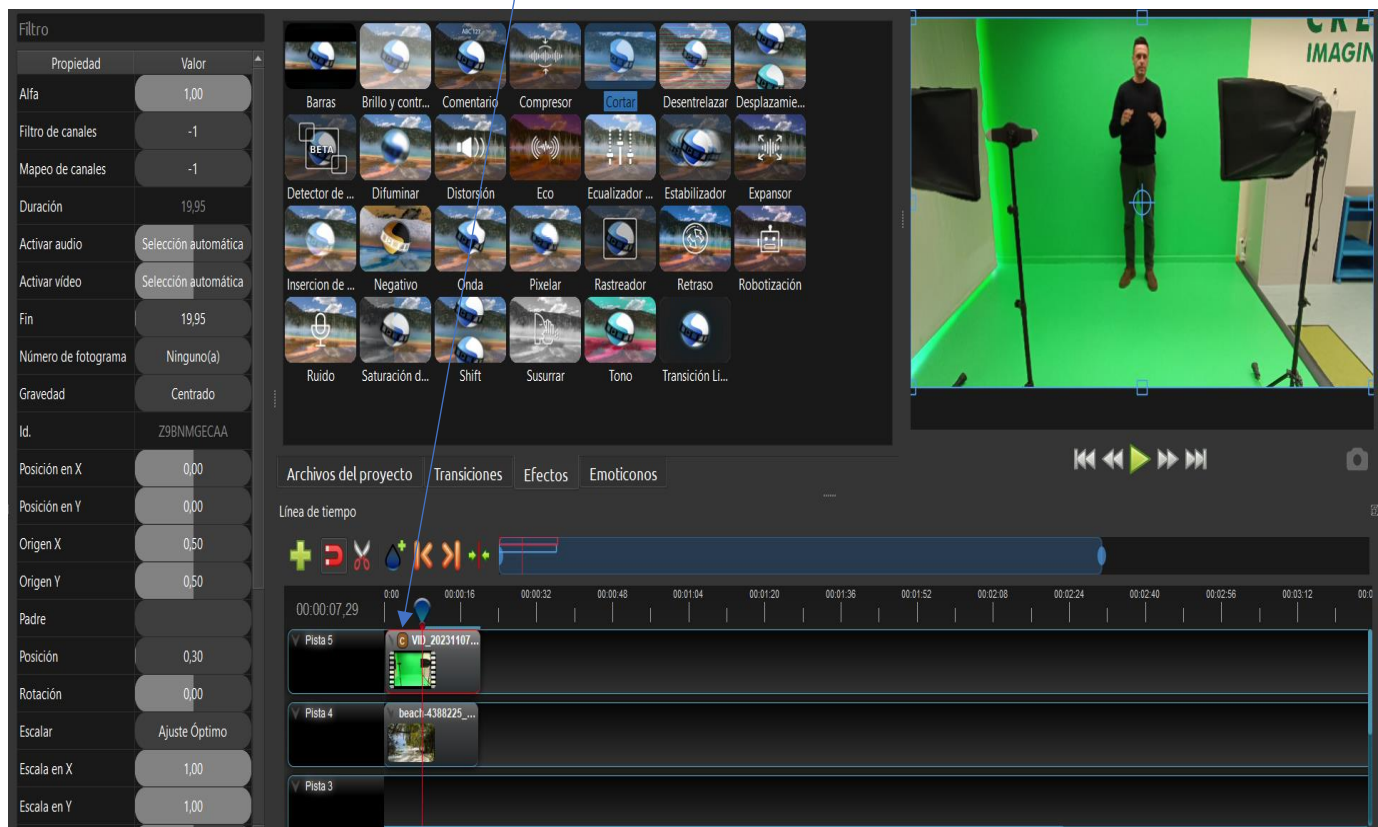 Filtro
Propiedad Valor
Alfa 1,00
Filtro de canales -1
Mapeo de canales -1
Duración 19,95
Activar audio Selección automática
Activar vídeo Selección automática
Fin 19,95
Número de fotograma Ninguno(a)
Gravedad Centrado
Id. Z9BNMGECAA
Posición en X 0,00
Posición en Y 0,00
Origen X 0,50
Origen Y 0,50
Padre
Posición 0,30
Rotación 0,00
Escalar Ajuste Óptimo
Escala en X 1,00
Escala en Y 1,00
ABC123
Barras Brillo y contr... Comentario Compresor Cortar Desentrelazar Desplazamie...
BETA
Detector de ... Difuminar Distorsión Eco Ecualizador ... Estabilizador Expansor
Insercion de ... Negativo Onda Pixelar Rastreador Retraso Robotización
Ruido Saturación d... Shift Susurrar Tono Transición Li...
Archivos del proyecto Transiciones Efectos Emoticonos
IMAGIN
Línea de tiempo
00:00:07,29
0:00 00:00:16 00:00:32 00:00:48 00:01:04 00:01:20 00:01:36 00:01:52 00:02:08 00:02:24 00:02:40 00:02:56 00:03:12 00:0
Pista 5 C VID_20231107...
Pista 4 beach-4388225_...
Pista 3